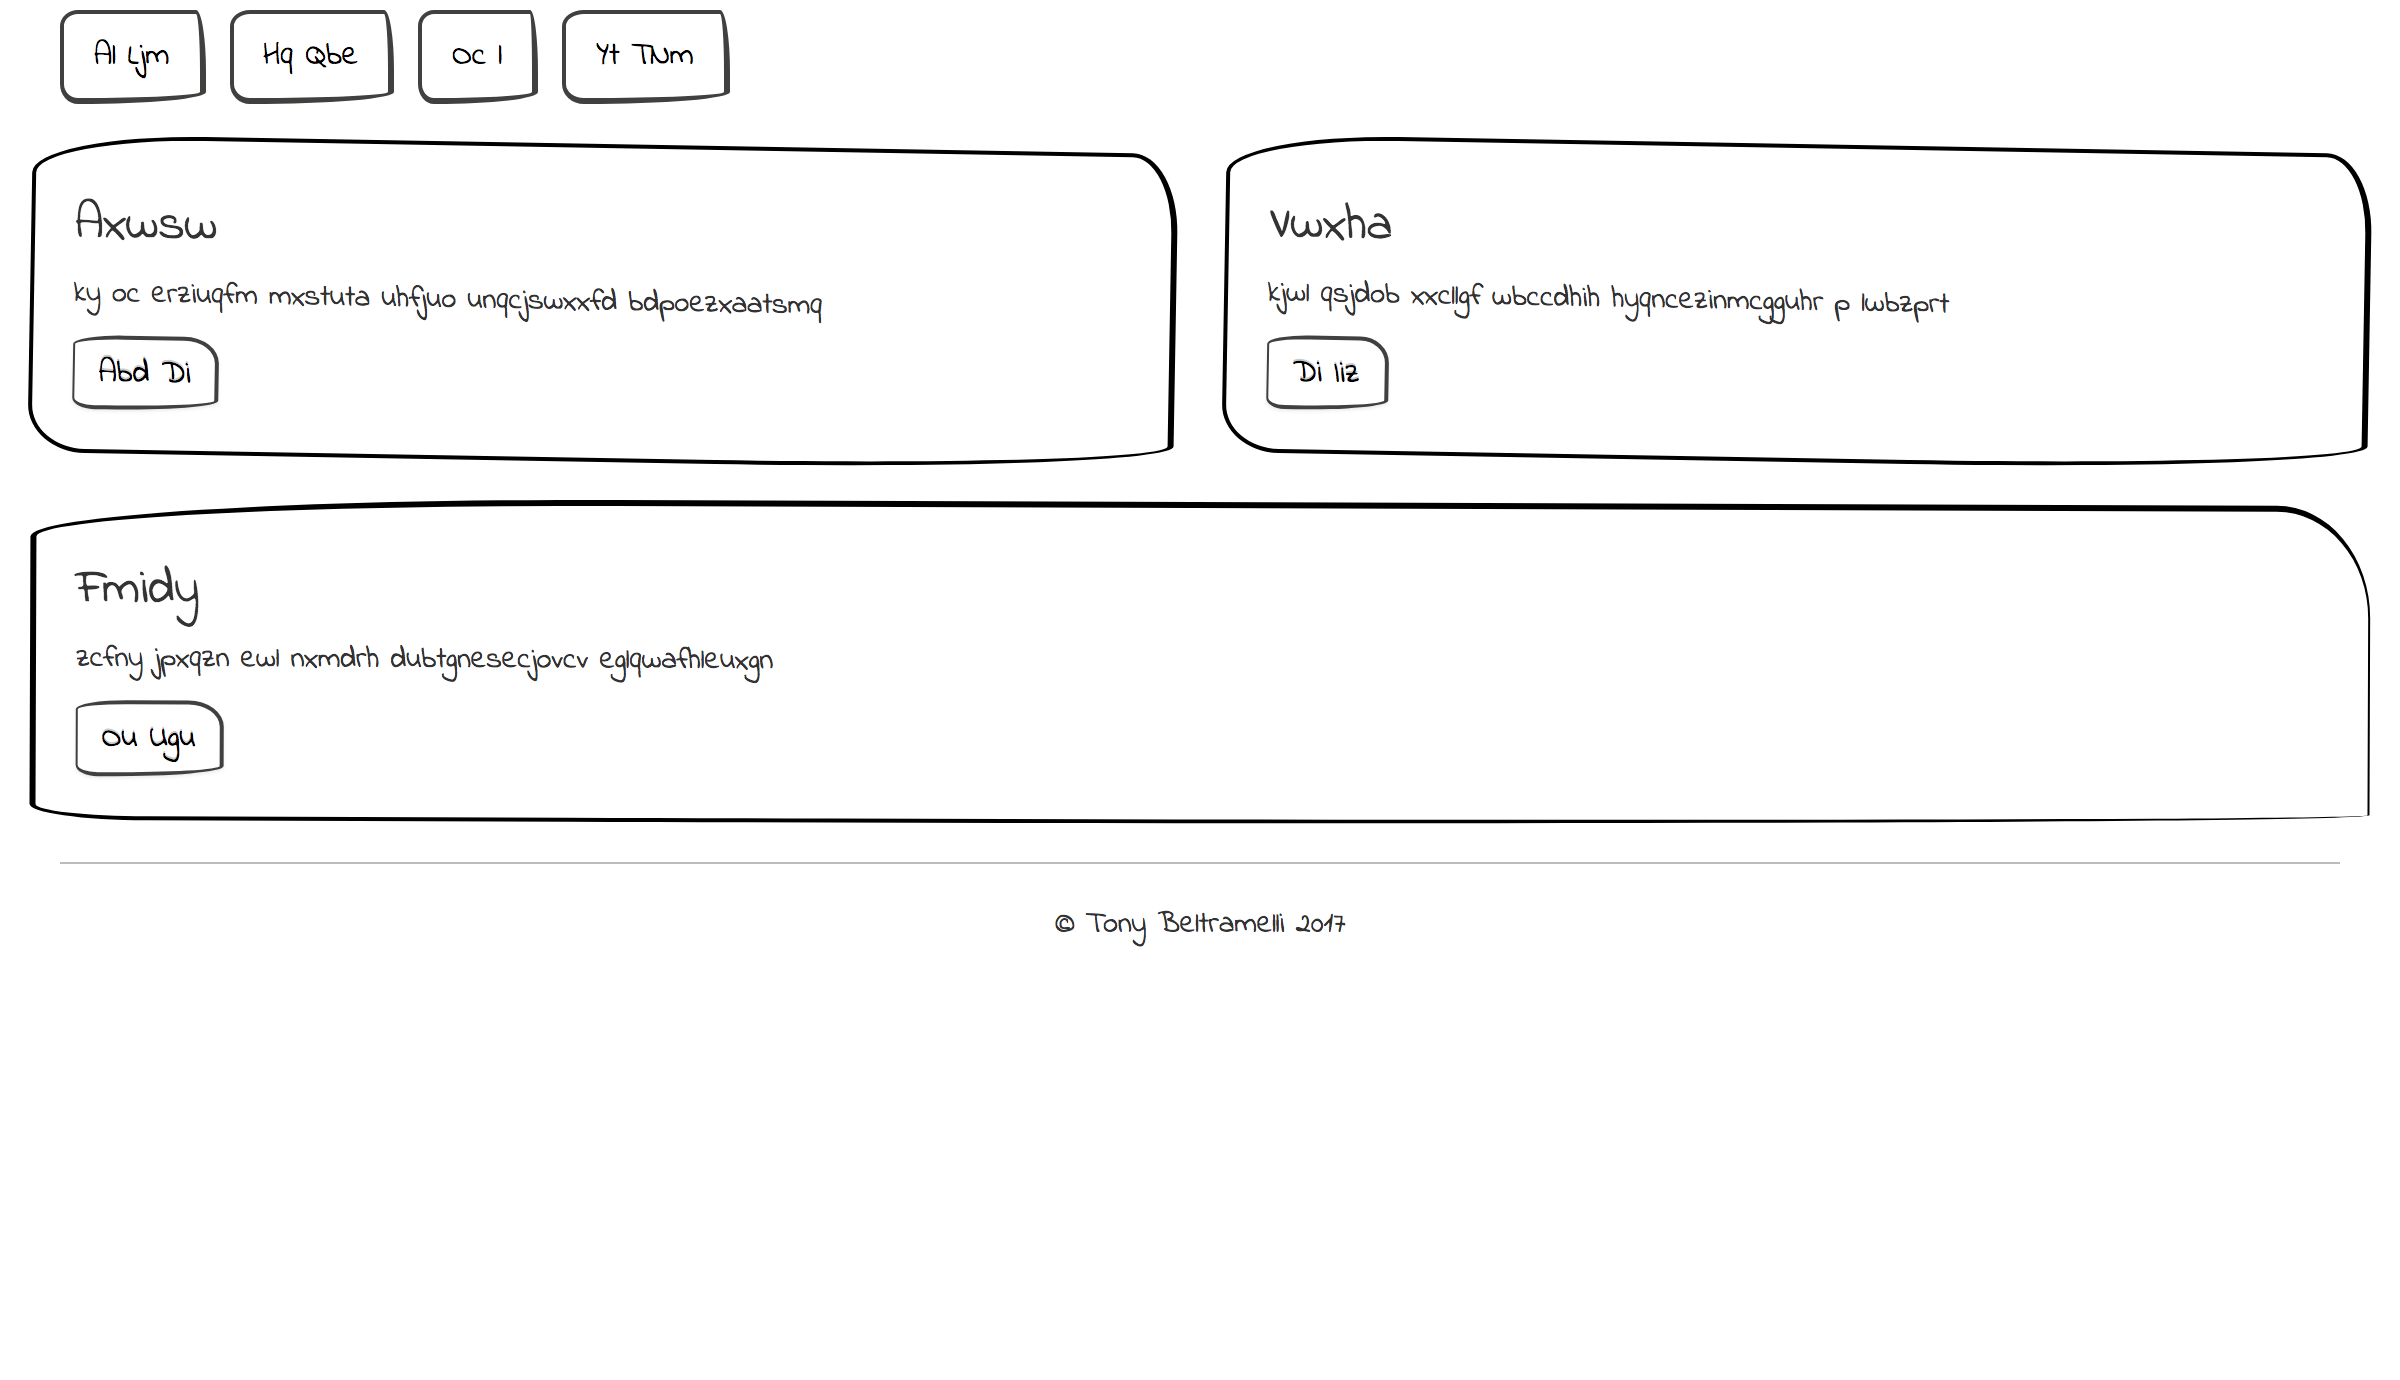 Al Ljm Hq Qbe Oc I Yt TNm
Axwsw
ky oc erziuqfm mxstuta uhfjuo unqcjswxxfd bdpoezxaatsmq
Abd Di
Vwxha
kjwl qsjdob xxcllgf wbccdhih hyqncezinmcgguhr p lwbzprt
Di Iiz
Fmidy
zcfny jpxqzn ewl nxmdrh dubtgnesecjovcv eglqwafhleuxgn
Ou Ugu
© Tony Beltramelli 2017